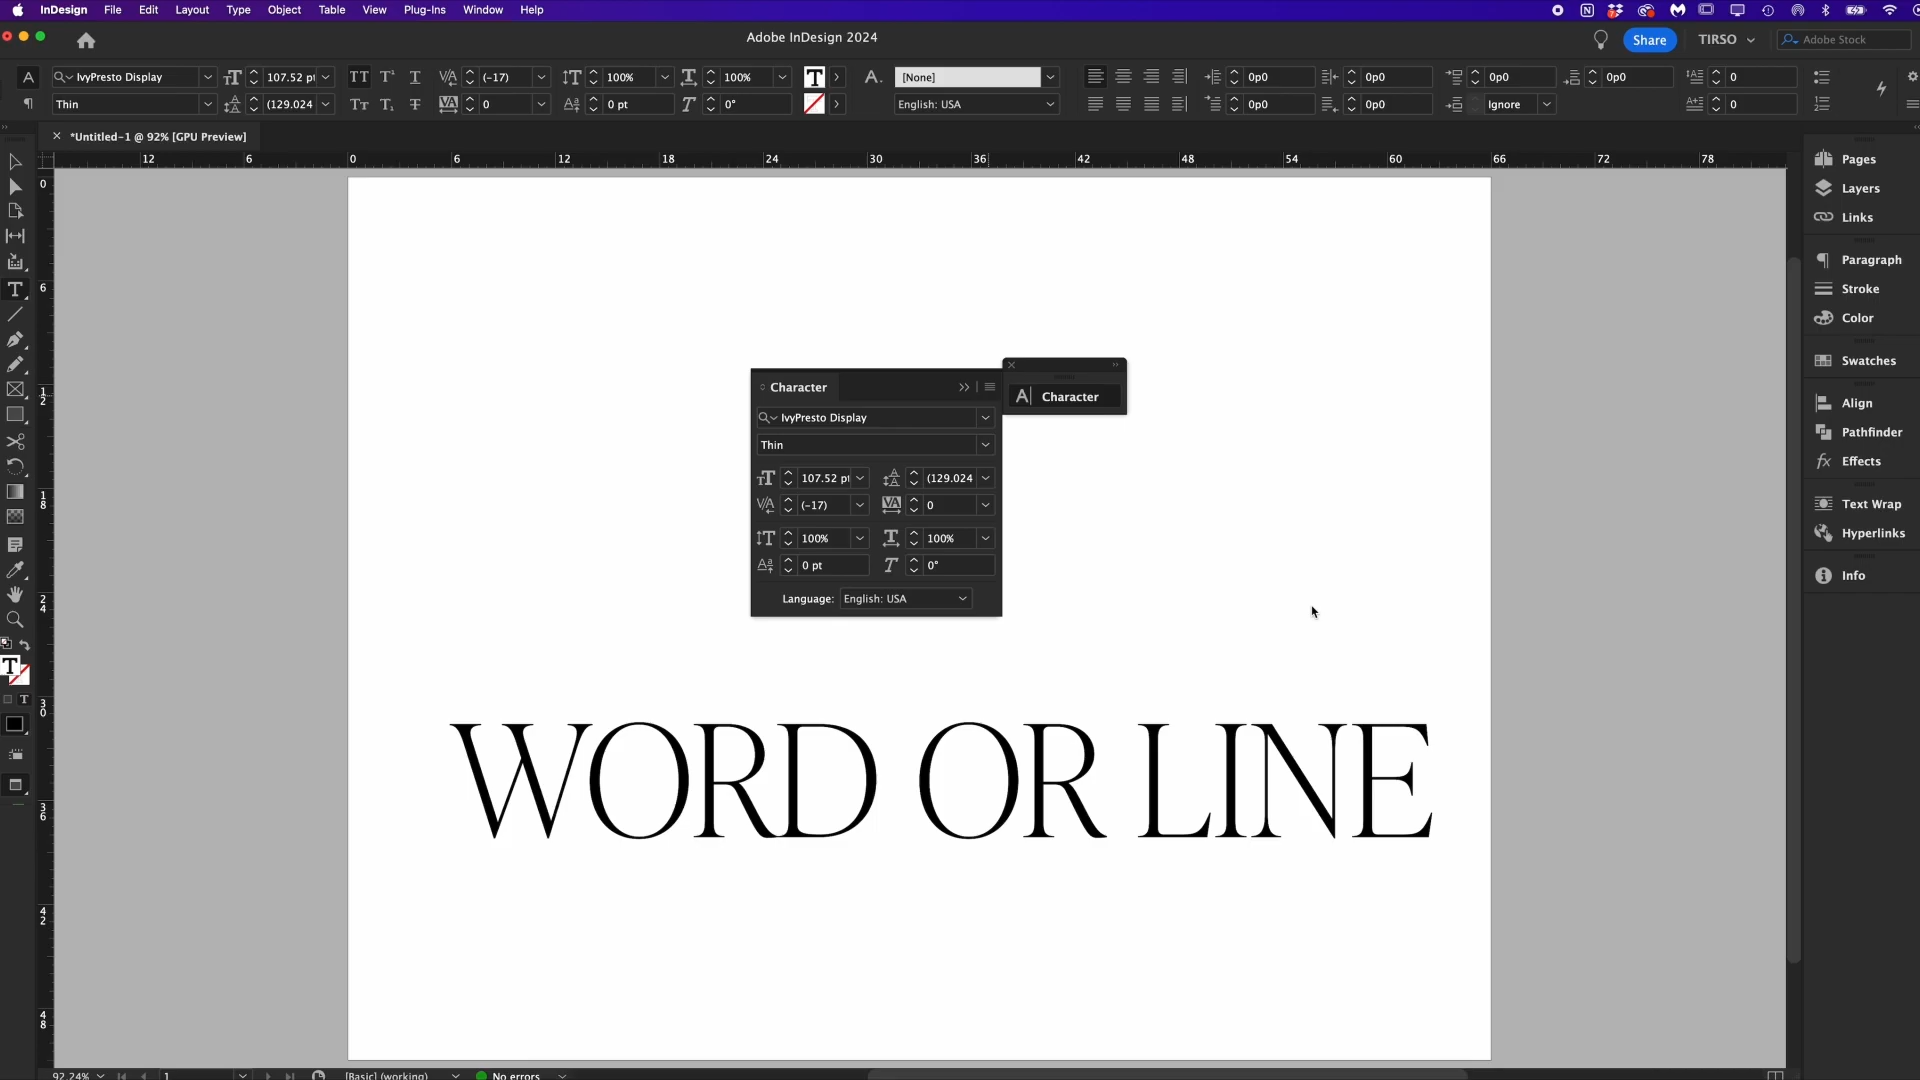 InDesign File Edit Layout Type Object Table View Plug-Ins Window Help
Adobe InDesign 2024
Share TIRSO Adobe Stock
IvyPresto Display 107.52 pt (-17) 100% 100% [None] 0p0 0p0 0p0 0p0 0
Thin (129.024 0 0 pt 0° English: USA 0p0 0p0 Ignore 0
*Untitled-1 @ 92% [GPU Preview]
12 6 0 6 12 18 24 30 36 42 48 54 60 66 72 78
0
6
12
18
24
30
36
42
48
Pages
Layers
Links
Paragraph
Stroke
Color
Swatches
Align
Pathfinder
Effects
Text Wrap
Hyperlinks
Info
Character
Character
IvyPresto Display
Thin
107.52 pt (129.024
(-17) 0
100% 100%
0 pt 0°
Language: English: USA
WORD OR LINE
92.24% 1 [Basic] (working) No errors